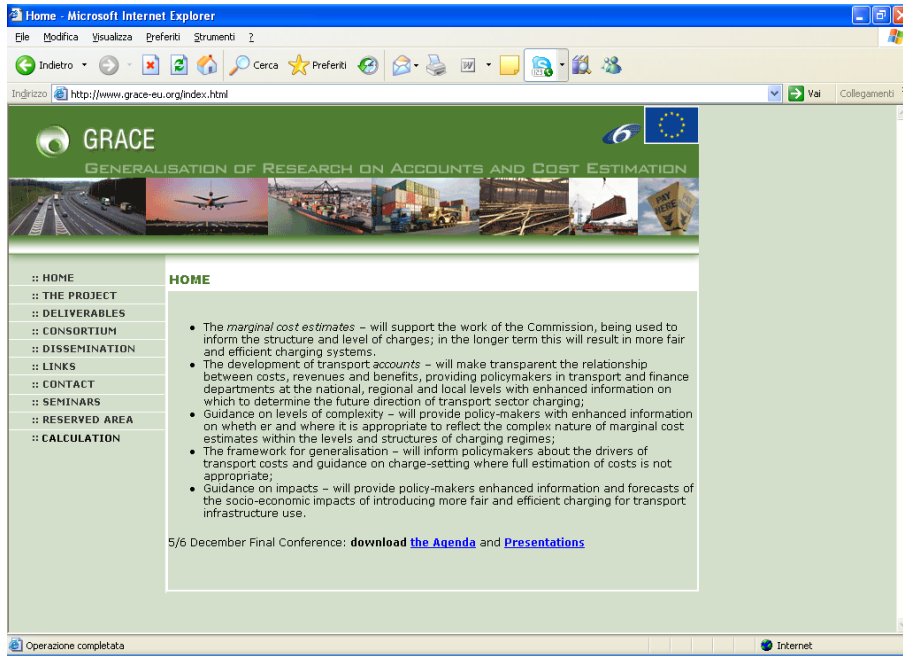 Home - Microsoft Internet Explorer
File Modifica Visualizza Preferiti Strumenti ?
Indietro Cerca Preferiti
Indirizzo http://www.grace-eu.org/index.html Vai Collegamenti
6
GRACE
GENERALISATION OF RESEARCH ON ACCOUNTS AND COST ESTIMATION
PAY HERE
:: HOME
:: THE PROJECT
:: DELIVERABLES
:: CONSORTIUM
:: DISSEMINATION
:: LINKS
:: CONTACT
:: SEMINARS
:: RESERVED AREA
:: CALCULATION
HOME
• The marginal cost estimates – will support the work of the Commission, being used to
inform the structure and level of charges; in the longer term this will result in more fair
and efficient charging systems.
• The development of transport accounts – will make transparent the relationship
between costs, revenues and benefits, providing policymakers in transport and finance
departments at the national, regional and local levels with enhanced information on
which to determine the future direction of transport sector charging;
• Guidance on levels of complexity – will provide policy-makers with enhanced information
on wheth er and where it is appropriate to reflect the complex nature of marginal cost
estimates within the levels and structures of charging regimes;
• The framework for generalisation – will inform policymakers about the drivers of
transport costs and guidance on charge-setting where full estimation of costs is not
appropriate;
• Guidance on impacts – will provide policy-makers enhanced information and forecasts of
the socio-economic impacts of introducing more fair and efficient charging for transport
infrastructure use.
5/6 December Final Conference: download the Agenda and Presentations
Operazione completata Internet